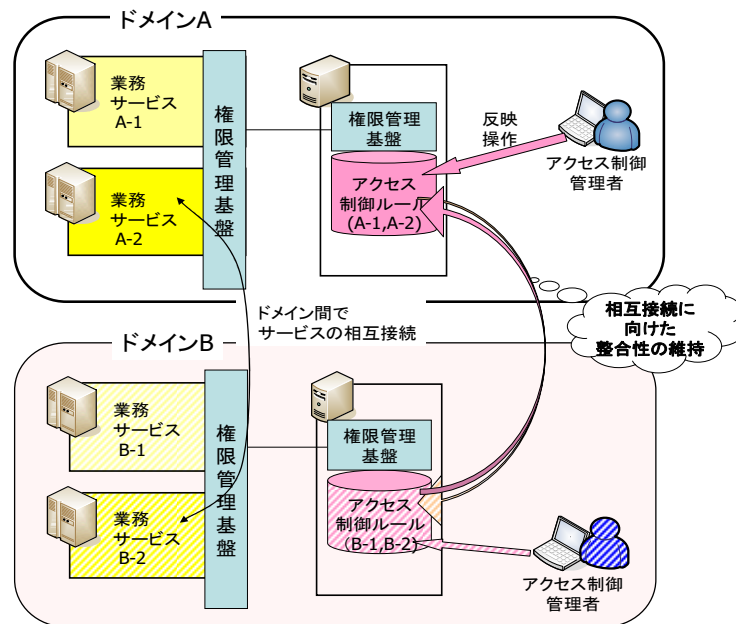 ドメインA
業務
サービス
A-1
権限管理基盤
業務
サービス
A-2
権限管理
基盤
アクセス
制御ルール
(A-1,A-2)
反映
操作
アクセス制御
管理者
ドメイン間で
サービスの相互接続
相互接続に
向けた
整合性の維持
ドメインB
業務
サービス
B-1
権限管理基盤
業務
サービス
B-2
権限管理
基盤
アクセス
制御ルール
(B-1,B-2)
アクセス制御
管理者